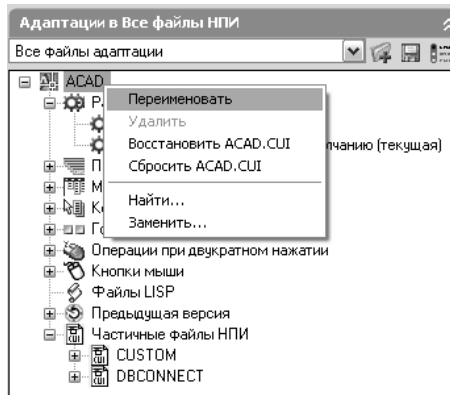 Адаптации в Все файлы НПИ
Все файлы адаптации
ACAD
Переименовать
Удалить
Восстановить ACAD.CUI
лчанию (текущая)
Сбросить ACAD.CUI
Найти...
Заменить...
Операции при двукратном нажатии
Кнопки мыши
Файлы LISP
Предыдущая версия
Частичные файлы НПИ
CUSTOM
DBCONNECT